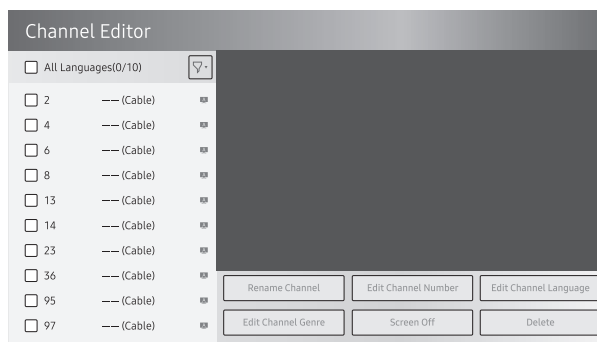 Channel Editor
All Languages(0/10)
2 —— (Cable)
4 —— (Cable)
6 —— (Cable)
8 —— (Cable)
13 —— (Cable)
14 —— (Cable)
23 —— (Cable)
36 —— (Cable)
95 —— (Cable)
97 —— (Cable)
Rename Channel Edit Channel Number Edit Channel Language
Edit Channel Genre Screen Off Delete